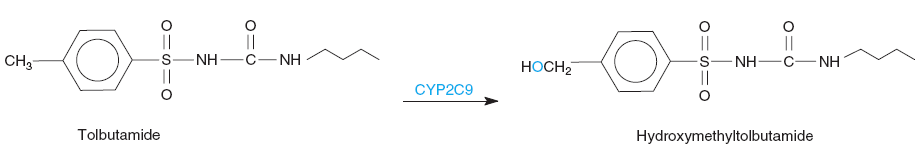 O O
CH3 S NH C NH
O
CYP2C9
O O
HOCH2 S NH C NH
O
Tolbutamide
Hydroxymethyltolbutamide